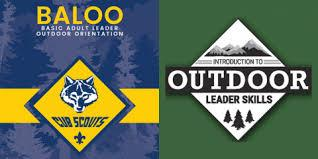 BALOO
BASIC ADULT LEADER
OUTDOOR ORIENTATION
CUB SCOUTS
INTRODUCTION TO
OUTDOOR
LEADER SKILLS